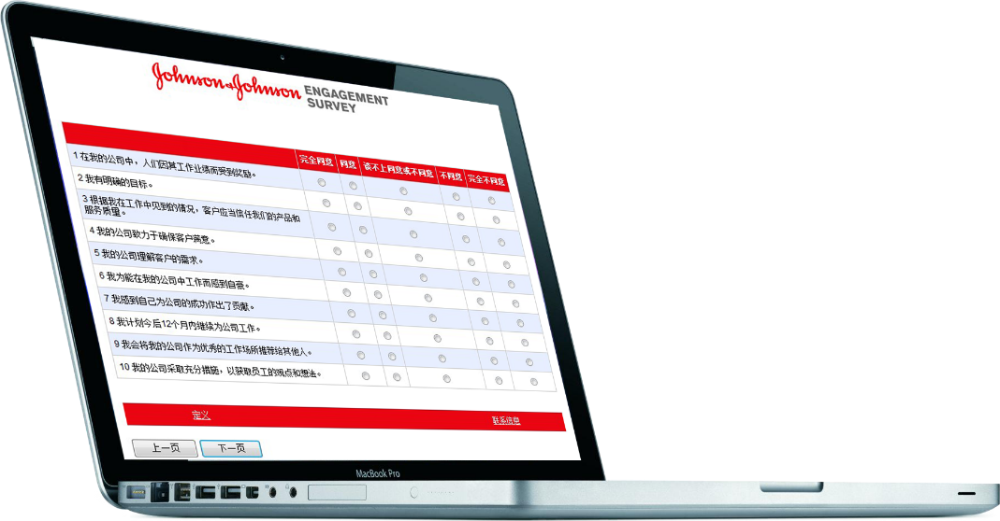 Johnson & Johnson ENGAGEMENT
SURVEY
完全同意 同意 谈不上同意或不同意 不同意 完全不同意
1 在我的公司中，人们因其工作业绩而受到奖励。
2 我有明确的目标。
3 根据我在工作中见到的情况，客户应当信任我们的产品和
服务质量。
4 我的公司致力于确保客户满意。
5 我的公司理解客户的需求。
6 我为能在我的公司中工作而感到自豪。
7 我感到自己为公司的成功作出了贡献。
8 我计划今后12个月内继续为公司工作。
9 我会将我的公司作为优秀的工作场所推荐给其他人。
10 我的公司采取充分措施，以获取员工的观点和想法。
定义 联系信息
上一页 下一页
MacBook Pro